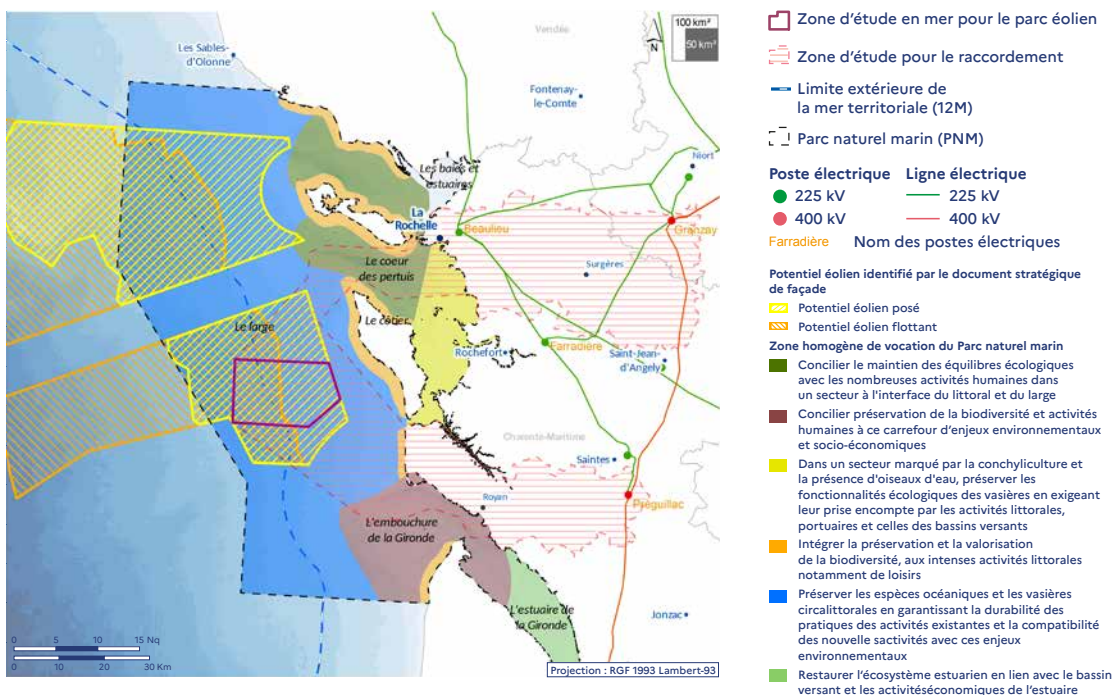 Les Sables-
d'Olonne
Vendée
100 km²
50 km²
N
Fontenay-
le-Comte
Niort
Les baies et
estuaires
La
Rochelle
Beaulieu
Granzay
Le coeur
des pertuis
Surgères
Le côtier
Le large
Rochefort
Farradière
Saint-Jean-
d'Angely
Charente-Maritime
Saintes
Préguillac
Royan
L'embouchure
de la Gironde
L'estuaire de
la Gironde
Jonzac
0 5 10 15 Nq
0 10 20 30 Km
Projection : RGF 1993 Lambert-93
Zone d'étude en mer pour le parc éolien
Zone d'étude pour le raccordement
Limite extérieure de
la mer territoriale (12M)
Parc naturel marin (PNM)
Poste électrique Ligne électrique
225 kV 225 kV
400 kV 400 kV
Farradière Nom des postes électriques
Potentiel éolien identifié par le document stratégique
de façade
Potentiel éolien posé
Potentiel éolien flottant
Zone homogène de vocation du Parc naturel marin
Concilier le maintien des équilibres écologiques
avec les nombreuses activités humaines dans
un secteur à l'interface du littoral et du large
Concilier préservation de la biodiversité et activités
humaines à ce carrefour d'enjeux environnementaux
et socio-économiques
Dans un secteur marqué par la conchyliculture et
la présence d'oiseaux d'eau, préserver les
fonctionnalités écologiques des vasières en exigeant
leur prise encompte par les activités littorales,
portuaires et celles des bassins versants
Intégrer la préservation et la valorisation
de la biodiversité, aux intenses activités littorales
notamment de loisirs
Préserver les espèces océaniques et les vasières
circalittorales en garantissant la durabilité des
pratiques des activités existantes et la compatibilité
des nouvelle sactivités avec ces enjeux
environnementaux
Restaurer l'écosystème estuarien en lien avec le bassin
versant et les activitéséconomiques de l'estuaire